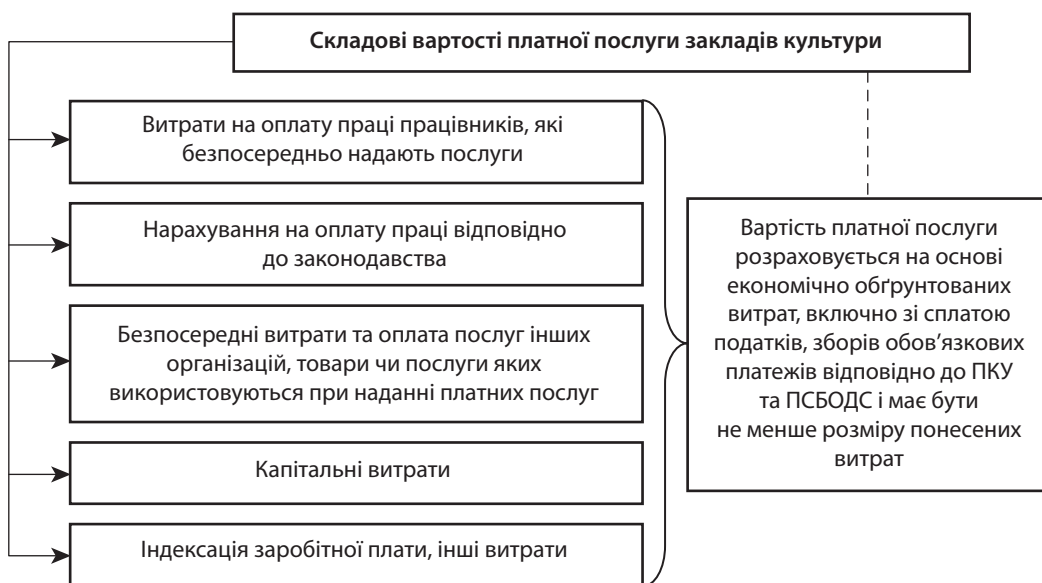 Складові вартості платної послуги закладів культури
Витрати на оплату праці працівників, які
безпосередньо надають послуги
Нарахування на оплату праці відповідно
до законодавства
Безпосередні витрати та оплата послуг інших
організацій, товари чи послуги яких
використовуються при наданні платних послуг
Капітальні витрати
Індексація заробітної плати, інші витрати
Вартість платної послуги
розраховується на основі
економічно обґрунтованих
витрат, включно зі сплатою
податків, зборів обов’язкових
платежів відповідно до ПКУ
та ПСБОДС і має бути
не менше розміру понесених
витрат